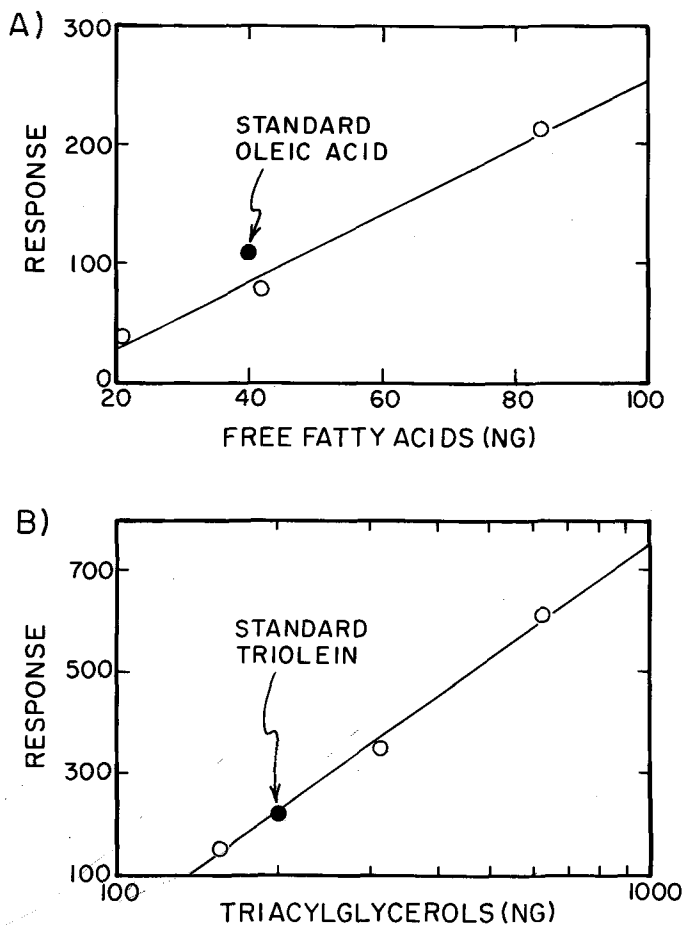 A)
300
200
100
0
RESPONSE
STANDARD
OLEIC ACID
20 40 60 80 100
FREE FATTY ACIDS (NG)
B)
700
500
300
100
RESPONSE
STANDARD
TRIOLEIN
100 1000
TRIACYLGLYCEROLS (NG)